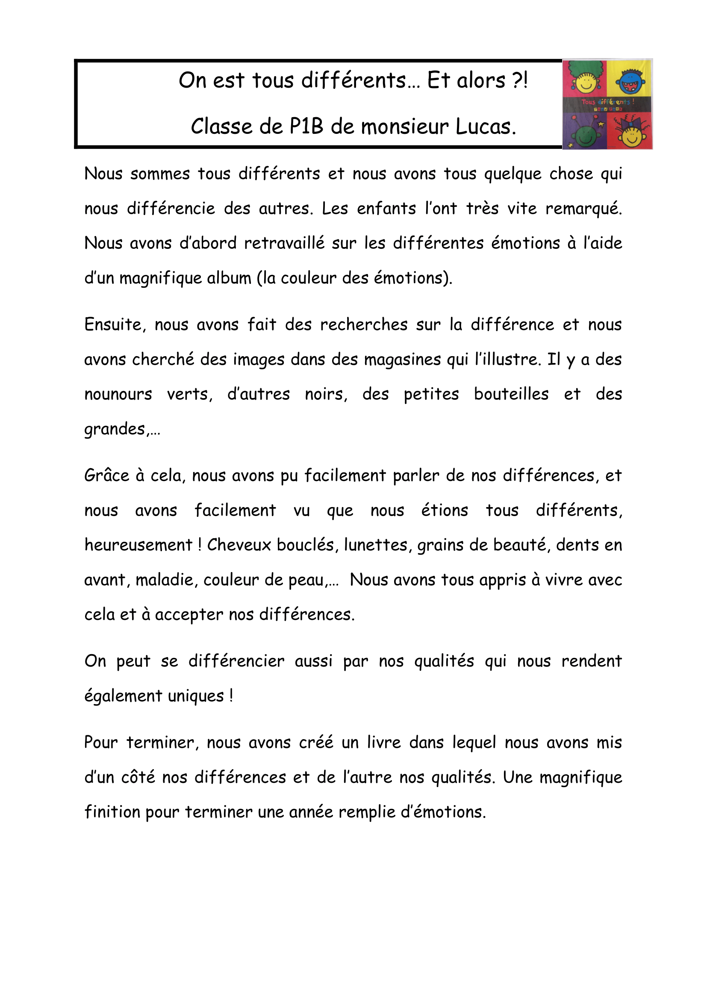 On est tous différents… Et alors ?!
Classe de P1B de monsieur Lucas.
Tous différents !
TODD PARR
Nous sommes tous différents et nous avons tous quelque chose qui
nous différencie des autres. Les enfants l’ont très vite remarqué.
Nous avons d’abord retravaillé sur les différentes émotions à l’aide
d’un magnifique album (la couleur des émotions).
Ensuite, nous avons fait des recherches sur la différence et nous
avons cherché des images dans des magasines qui l’illustre. Il y a des
nounours verts, d’autres noirs, des petites bouteilles et des
grandes,…
Grâce à cela, nous avons pu facilement parler de nos différences, et
nous avons facilement vu que nous étions tous différents,
heureusement ! Cheveux bouclés, lunettes, grains de beauté, dents en
avant, maladie, couleur de peau,… Nous avons tous appris à vivre avec
cela et à accepter nos différences.
On peut se différencier aussi par nos qualités qui nous rendent
également uniques !
Pour terminer, nous avons créé un livre dans lequel nous avons mis
d’un côté nos différences et de l’autre nos qualités. Une magnifique
finition pour terminer une année remplie d’émotions.